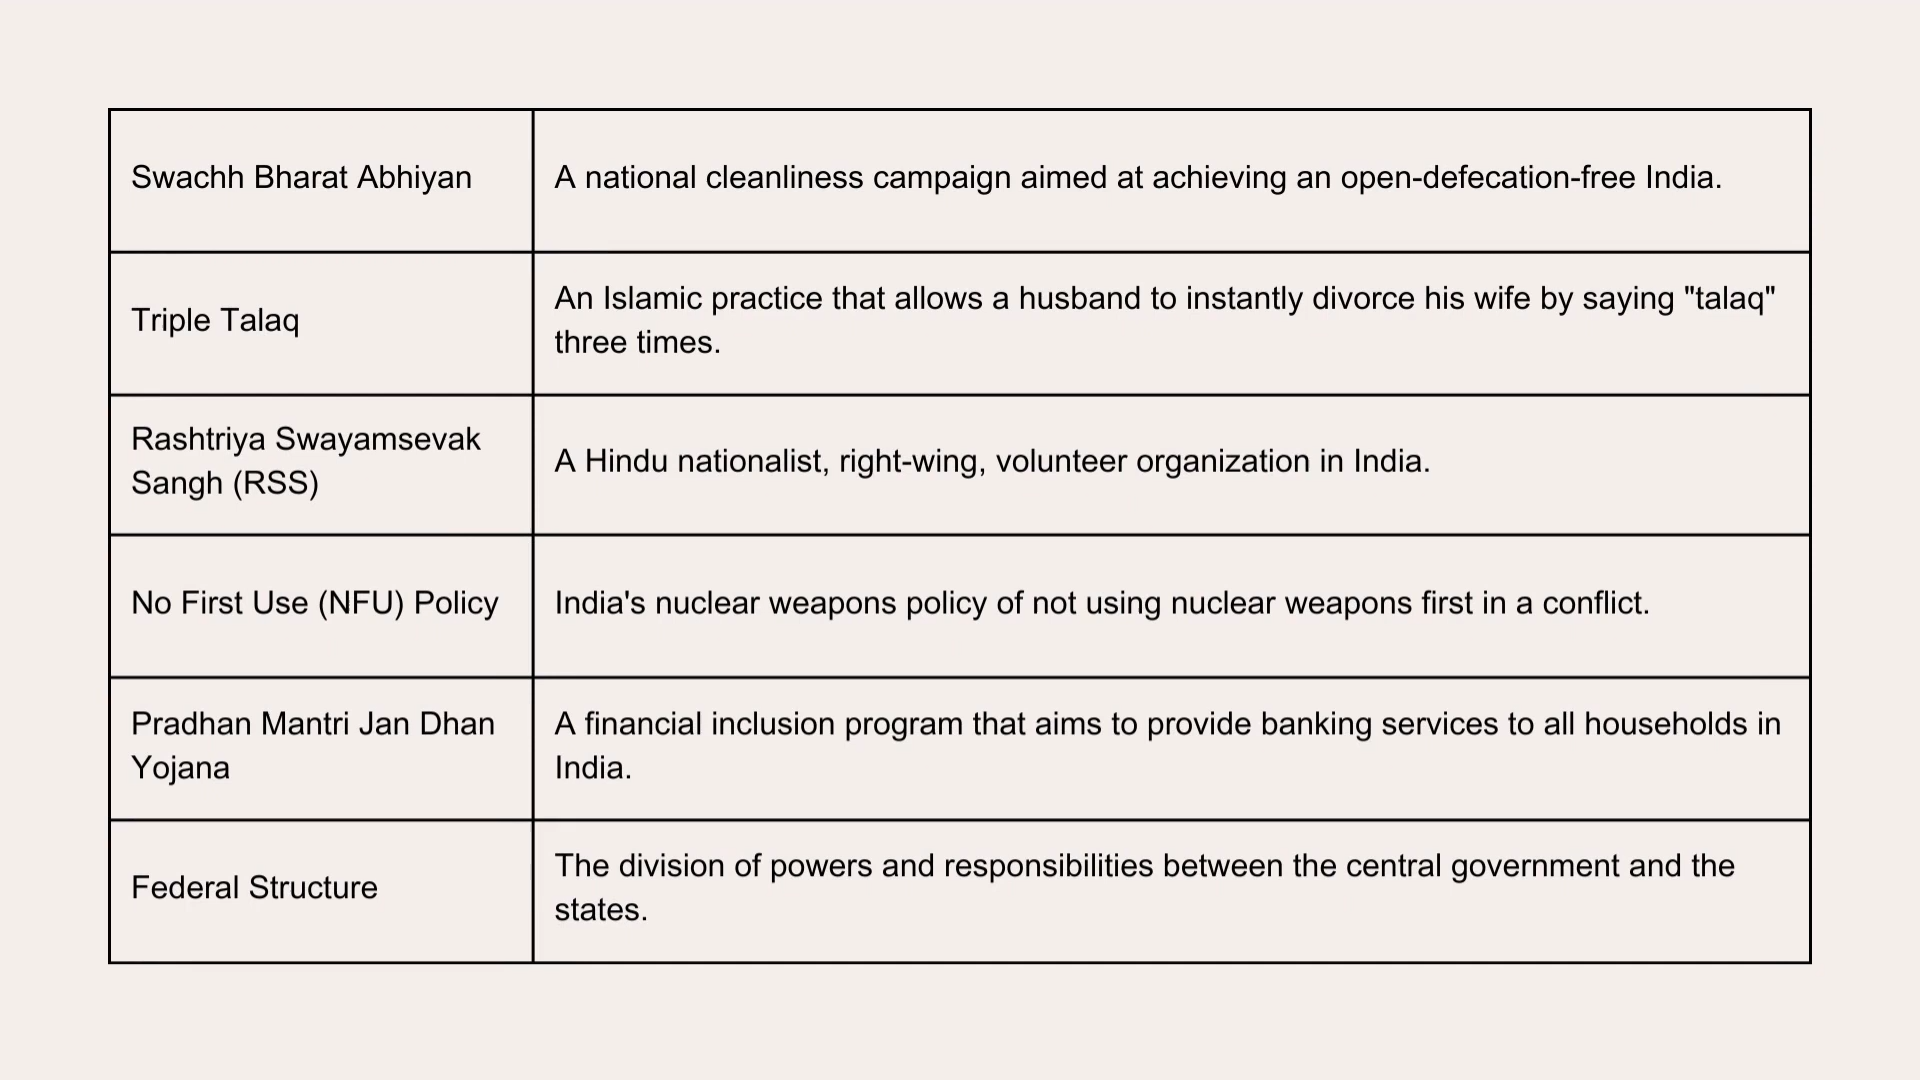 Swachh Bharat Abhiyan
A national cleanliness campaign aimed at achieving an open-defecation-free India.
Triple Talaq
An Islamic practice that allows a husband to instantly divorce his wife by saying "talaq"
three times.
Rashtriya Swayamsevak
Sangh (RSS)
A Hindu nationalist, right-wing, volunteer organization in India.
No First Use (NFU) Policy
India's nuclear weapons policy of not using nuclear weapons first in a conflict.
Pradhan Mantri Jan Dhan
Yojana
A financial inclusion program that aims to provide banking services to all households in
India.
Federal Structure
The division of powers and responsibilities between the central government and the
states.